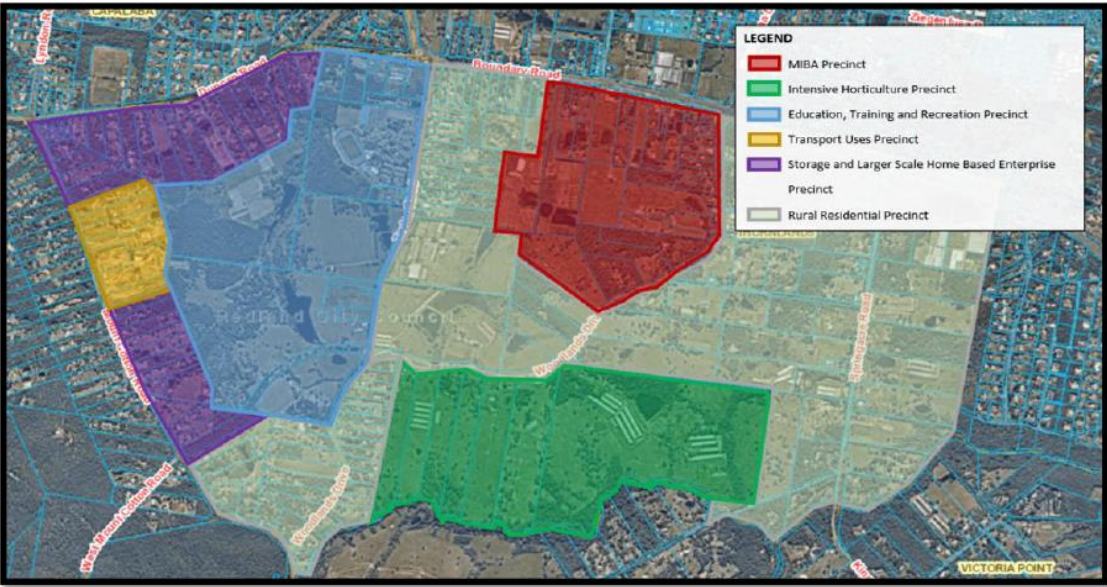 CAPALABA
Lyndon R
Duncan Road
Boundary Road
LEGEND
MIBA Precinct
Intensive Horticulture Precinct
Education, Training and Recreation Precinct
Transport Uses Precinct
Storage and Larger Scale Home Based Enterprise
Precinct
Rural Residential Precinct
Redland City Council
Springacre Road
West Mount Cotton Road
Woodlands Drive
Kin
VICTORIA POINT